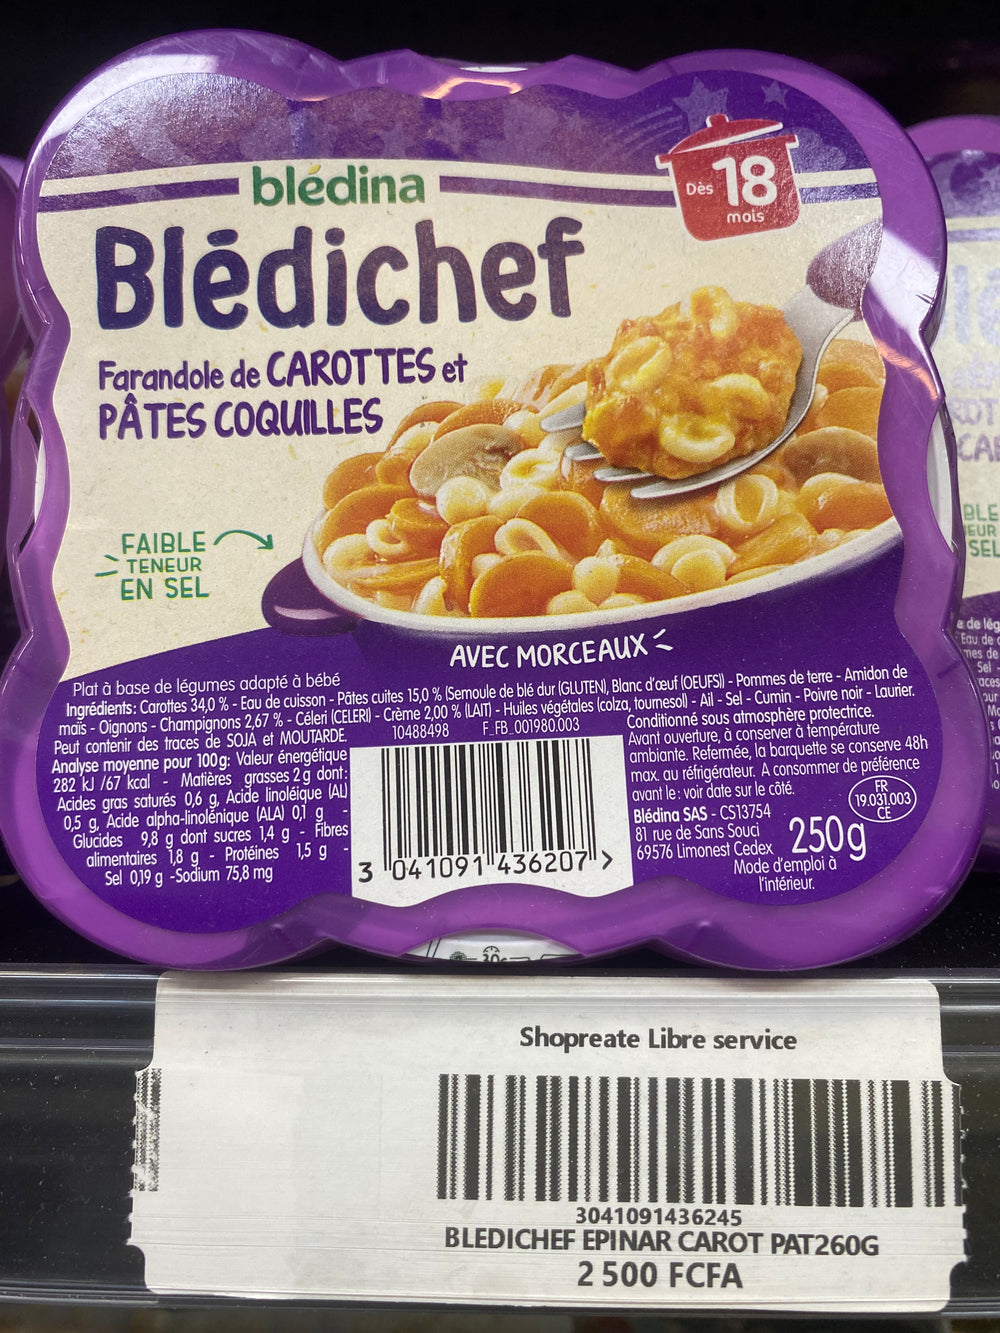 blédina
Dès 18 mois
Blédichef
Farandole de CAROTTES et
PÂTES COQUILLES
FAIBLE
TENEUR
EN SEL
AVEC MORCEAUX
Plat à base de légumes adapté à bébé
Ingrédients: Carottes 34,0 % - Eau de cuisson - Pâtes cuites 15,0 % (Semoule de blé dur (GLUTEN), Blanc d'œuf (OEUFS)) - Pommes de terre - Amidon de
maïs - Oignons - Champignons 2,67 % - Céleri (CELERI) - Crème 2,00 % (LAIT) - Huiles végétales (colza, tournesol) - Ail - Sel - Cumin - Poivre noir - Laurier.
Peut contenir des traces de SOJA et MOUTARDE.
10488498 F_FB_001980.003
Analyse moyenne pour 100g: Valeur énergétique
282 kJ /67 kcal - Matières grasses 2 g dont:
Acides gras saturés 0,6 g, Acide linoléique (AL)
0,5 g, Acide alpha-linolénique (ALA) 0,1 g -
Glucides 9,8 g dont sucres 1,4 g - Fibres
alimentaires 1,8 g - Protéines 1,5 g -
Sel 0,19 g -Sodium 75,8 mg
3 041091 436207 >
Conditionné sous atmosphère protectrice.
Avant ouverture, à conserver à température
ambiante. Refermée, la barquette se conserve 48h
max. au réfrigérateur. A consommer de préférence
avant le : voir date sur le côté.
FR
19.031.003
CE
Blédina SAS - CS13754
81 rue de Sans Souci
69576 Limonest Cedex
250g
Mode d'emploi à
l'intérieur.
Shopreate Libre service
3041091436245
BLEDICHEF EPINAR CAROT PAT260G
2 500 FCFA